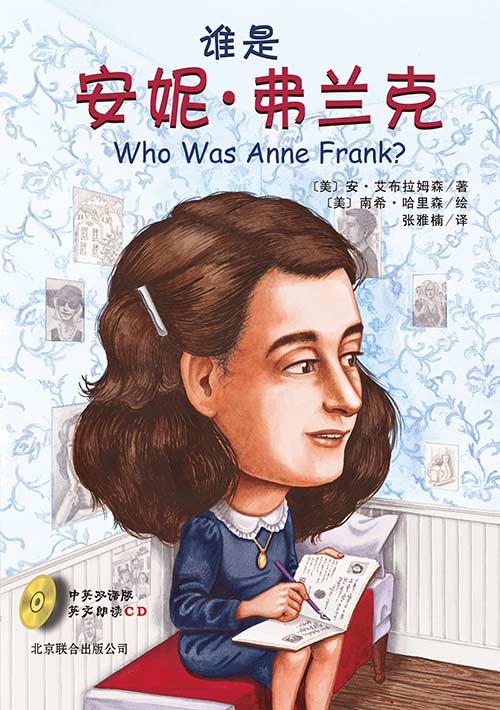 谁是
安妮·弗兰克
Who Was Anne Frank?
〔美〕安·艾布拉姆森/著
〔美〕南希·哈里森/绘
张雅楠/译
中英双语版
英文朗读CD
北京联合出版公司